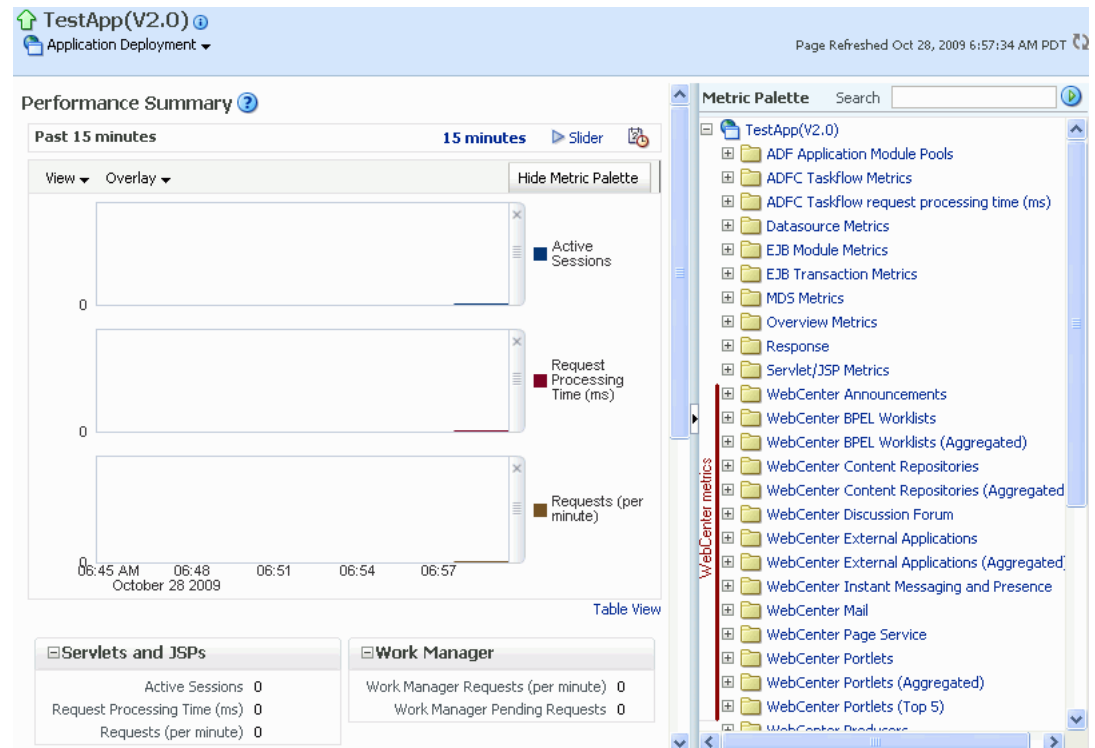 TestApp(V2.0)
Application Deployment
Page Refreshed Oct 28, 2009 6:57:34 AM PDT
Performance Summary
Past 15 minutes
15 minutes
Slider
View
Overlay
Hide Metric Palette
Active
Sessions
0
Request
Processing
Time (ms)
0
Requests (per
minute)
0
06:45 AM 06:48 06:51 06:54 06:57
October 28 2009
Table View
Servlets and JSPs
Active Sessions 0
Request Processing Time (ms) 0
Requests (per minute) 0
Work Manager
Work Manager Requests (per minute) 0
Work Manager Pending Requests 0
Metric Palette
Search
TestApp(V2.0)
ADF Application Module Pools
ADFC Taskflow Metrics
ADFC Taskflow request processing time (ms)
Datasource Metrics
EJB Module Metrics
EJB Transaction Metrics
MDS Metrics
Overview Metrics
Response
Servlet/JSP Metrics
WebCenter metrics
WebCenter Announcements
WebCenter BPEL Worklists
WebCenter BPEL Worklists (Aggregated)
WebCenter Content Repositories
WebCenter Content Repositories (Aggregated
WebCenter Discussion Forum
WebCenter External Applications
WebCenter External Applications (Aggregated)
WebCenter Instant Messaging and Presence
WebCenter Mail
WebCenter Page Service
WebCenter Portlets
WebCenter Portlets (Aggregated)
WebCenter Portlets (Top 5)
WebCenter Producers